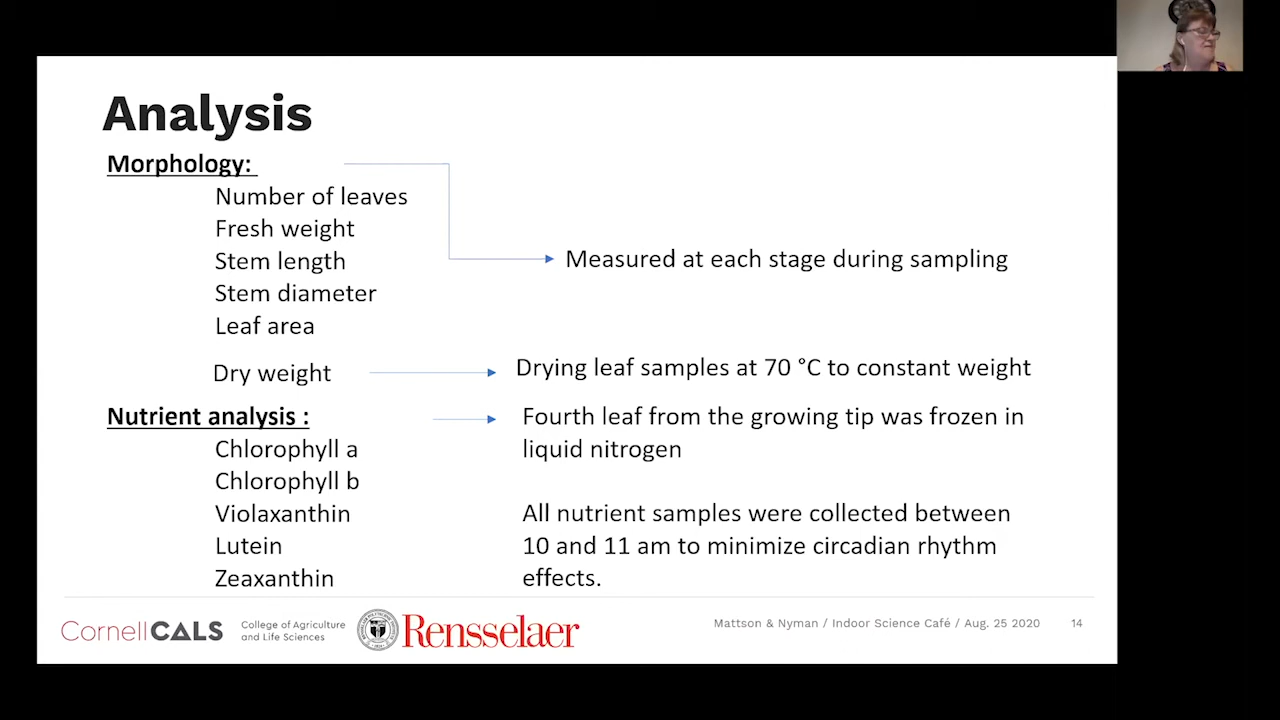 Analysis
Morphology:
Number of leaves
Fresh weight
Stem length
Stem diameter
Leaf area
Measured at each stage during sampling
Dry weight
Drying leaf samples at 70 °C to constant weight
Nutrient analysis :
Chlorophyll a
Chlorophyll b
Violaxanthin
Lutein
Zeaxanthin
Fourth leaf from the growing tip was frozen in
liquid nitrogen
All nutrient samples were collected between
10 and 11 am to minimize circadian rhythm
effects.
CornellCALS
College of Agriculture
and Life Sciences
Rensselaer
Mattson & Nyman / Indoor Science Café / Aug. 25 2020
14